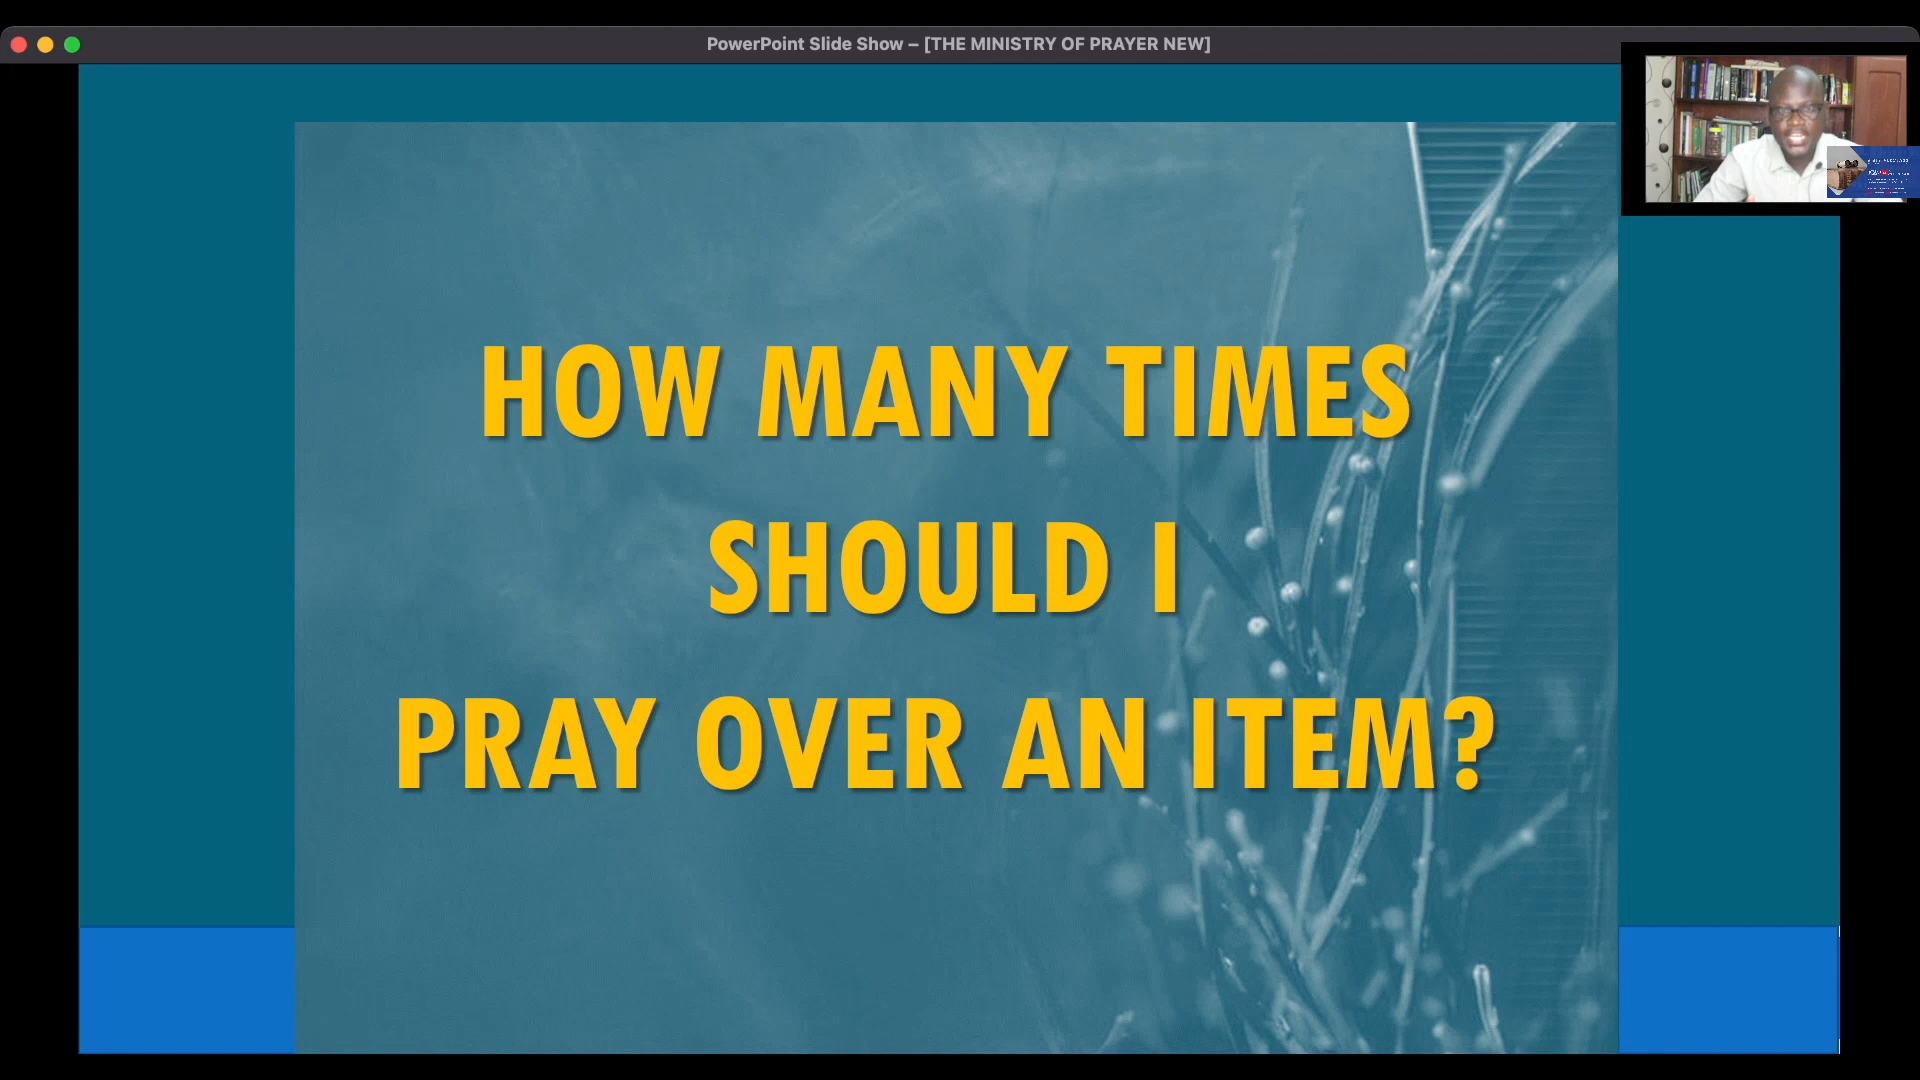 PowerPoint Slide Show – [THE MINISTRY OF PRAYER NEW]
HOW MANY TIMES
SHOULD I
PRAY OVER AN ITEM?